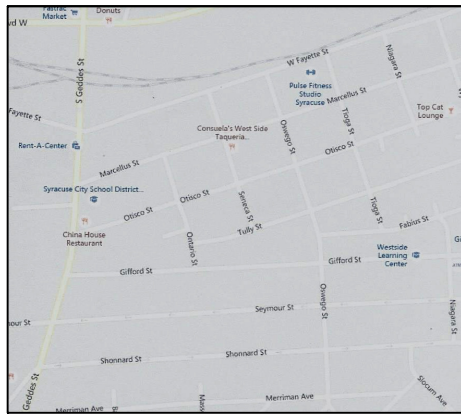 Fastrac
Market
Donuts
vd W
S Geddes St
W Fayette St
Niagara St
Pulse Fitness
Studio
Syracuse
Marcellus St
Top Cat
Lounge
Fayette St
Consuela's West Side
Taqueria...
Oswego St
Tioga St
Rent-A-Center
Otisco St
Marcellus St
Syracuse City School District...
Otisco St
Otisco St
Seneca St
Tioga St
China House
Restaurant
Ontario St
Tully St
Fabius St
Westside
Learning
Center
Gifford St
Gifford St
Oswego St
Niagara St
Seymour St
mour St
Shonnard St
Shonnard St
Geddes St
Slocum Ave
Merriman Ave
Merriman Ave